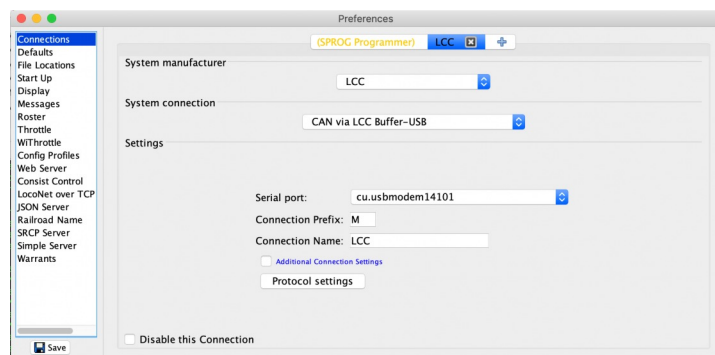 Preferences
Connections
Defaults
File Locations
Start Up
Display
Messages
Roster
Throttle
WiThrottle
Config Profiles
Web Server
Consist Control
LocoNet over TCP
JSON Server
Railroad Name
SRCP Server
Simple Server
Warrants
Save
(SPROG Programmer) LCC
System manufacturer
LCC
System connection
CAN via LCC Buffer-USB
Settings
Serial port: cu.usbmodem14101
Connection Prefix: M
Connection Name: LCC
Additional Connection Settings
Protocol settings
Disable this Connection